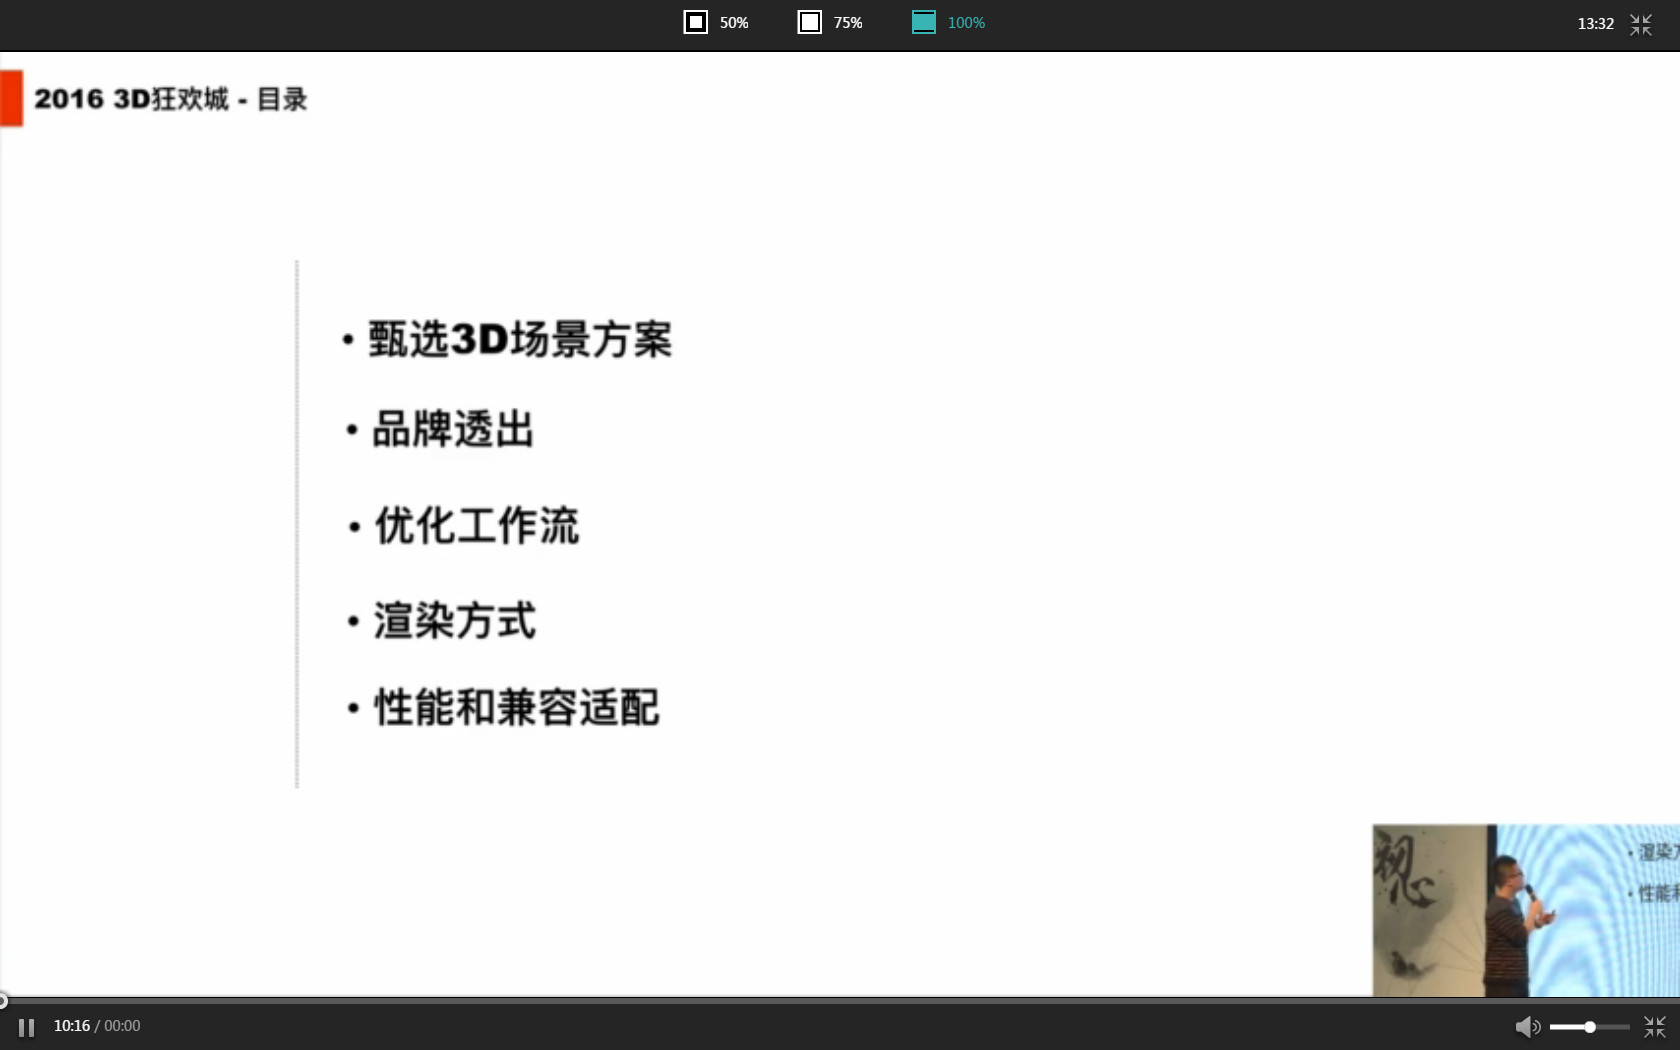 50% 75% 100% 13:32
2016 3D狂欢城 - 目录
• 甄选3D场景方案
• 品牌透出
• 优化工作流
• 渲染方式
• 性能和兼容适配
• 渲染方
• 性能和
10:16 / 00:00